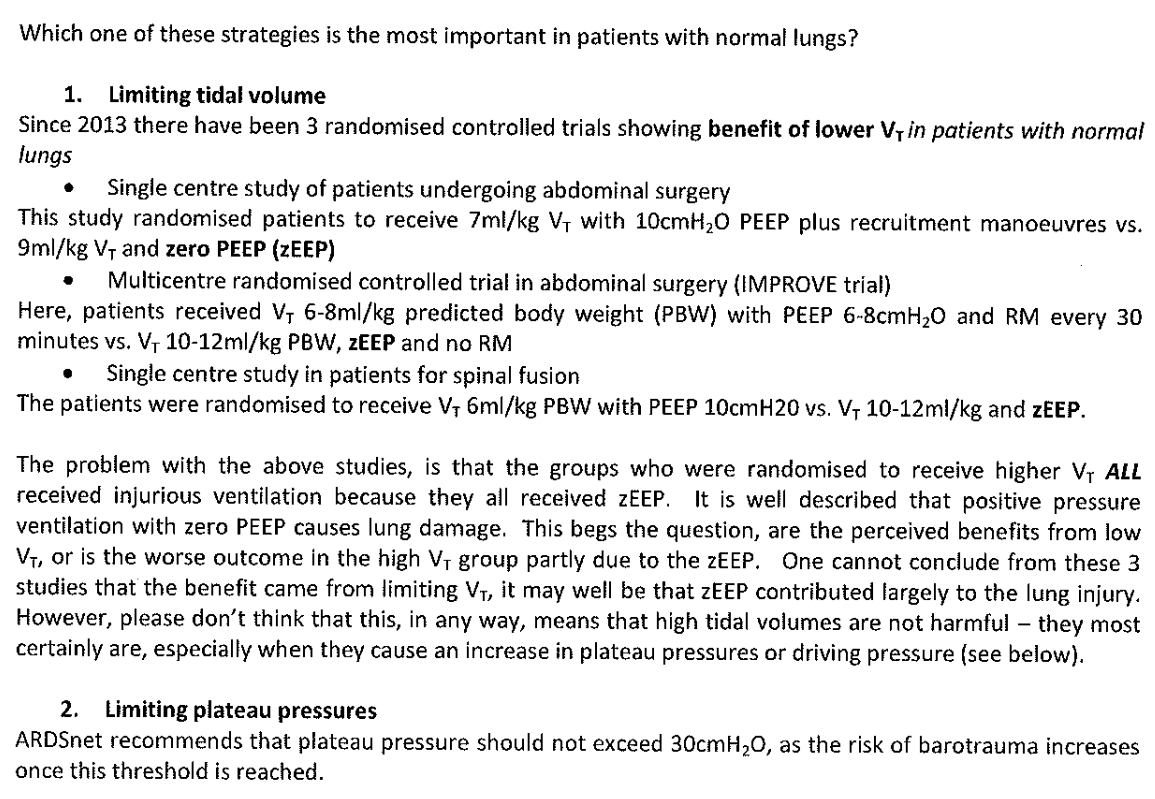 Which one of these strategies is the most important in patients with normal lungs?
1. Limiting tidal volume
Since 2013 there have been 3 randomised controlled trials showing benefit of lower V_T in patients with normal
lungs
• Single centre study of patients undergoing abdominal surgery
This study randomised patients to receive 7ml/kg V_T with 10cmH₂O PEEP plus recruitment manoeuvres vs.
9ml/kg V_T and zero PEEP (zEEP)
• Multicentre randomised controlled trial in abdominal surgery (IMPROVE trial)
Here, patients received V_T 6-8ml/kg predicted body weight (PBW) with PEEP 6-8cmH₂O and RM every 30
minutes vs. V_T 10-12ml/kg PBW, zEEP and no RM
• Single centre study in patients for spinal fusion
The patients were randomised to receive V_T 6ml/kg PBW with PEEP 10cmH20 vs. V_T 10-12ml/kg and zEEP.
The problem with the above studies, is that the groups who were randomised to receive higher V_T ALL
received injurious ventilation because they all received zEEP. It is well described that positive pressure
ventilation with zero PEEP causes lung damage. This begs the question, are the perceived benefits from low
V_T, or is the worse outcome in the high V_T group partly due to the zEEP. One cannot conclude from these 3
studies that the benefit came from limiting V_T, it may well be that zEEP contributed largely to the lung injury.
However, please don't think that this, in any way, means that high tidal volumes are not harmful – they most
certainly are, especially when they cause an increase in plateau pressures or driving pressure (see below).
2. Limiting plateau pressures
ARDSnet recommends that plateau pressure should not exceed 30cmH₂O, as the risk of barotrauma increases
once this threshold is reached.